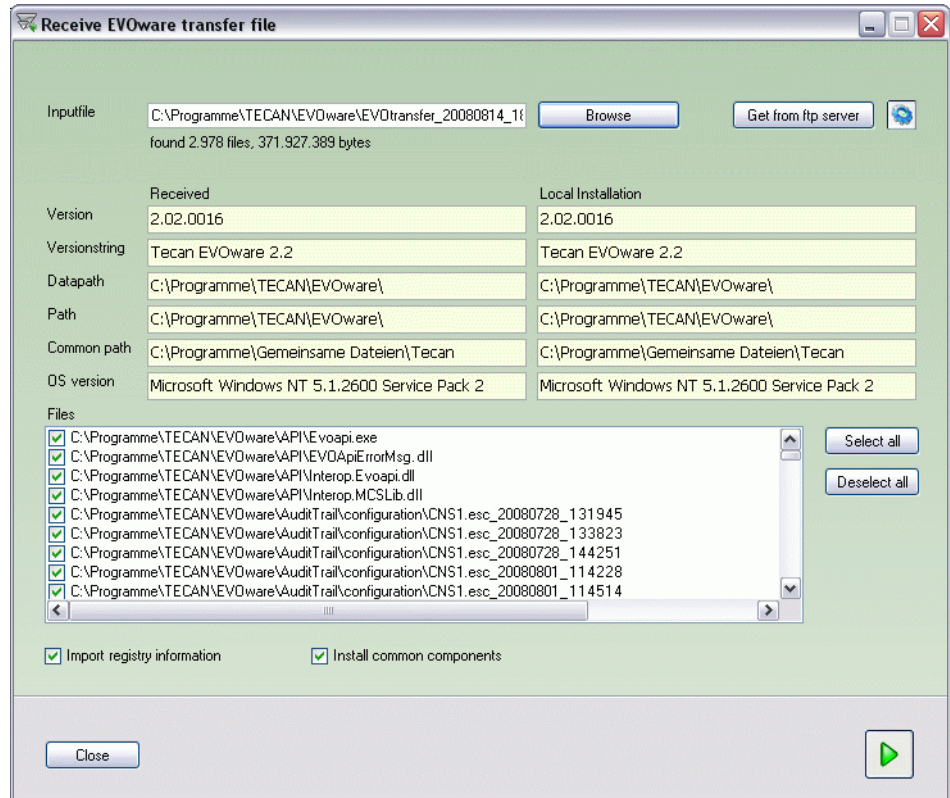 Receive EVOware transfer file
Inputfile
C:\Programme\TECAN\EVOware\EVOtransfer_20080814_18
Browse
Get from ftp server
found 2.978 files, 371.927.389 bytes
Received Local Installation
Version 2.02.0016 2.02.0016
Versionstring Tecan EVOware 2.2 Tecan EVOware 2.2
Datapath C:\Programme\TECAN\EVOware\ C:\Programme\TECAN\EVOware\
Path C:\Programme\TECAN\EVOware\ C:\Programme\TECAN\EVOware\
Common path C:\Programme\Gemeinsame Dateien\Tecan C:\Programme\Gemeinsame Dateien\Tecan
OS version Microsoft Windows NT 5.1.2600 Service Pack 2 Microsoft Windows NT 5.1.2600 Service Pack 2
Files
C:\Programme\TECAN\EVOware\API\Evoapi.exe
C:\Programme\TECAN\EVOware\API\EVOApiErrorMsg.dll
C:\Programme\TECAN\EVOware\API\Interop.Evoapi.dll
C:\Programme\TECAN\EVOware\API\Interop.MCSLib.dll
C:\Programme\TECAN\EVOware\AuditTrail\configuration\CNS1.esc_20080728_131945
C:\Programme\TECAN\EVOware\AuditTrail\configuration\CNS1.esc_20080728_133823
C:\Programme\TECAN\EVOware\AuditTrail\configuration\CNS1.esc_20080728_144251
C:\Programme\TECAN\EVOware\AuditTrail\configuration\CNS1.esc_20080801_114228
C:\Programme\TECAN\EVOware\AuditTrail\configuration\CNS1.esc_20080801_114514
Select all
Deselect all
Import registry information Install common components
Close